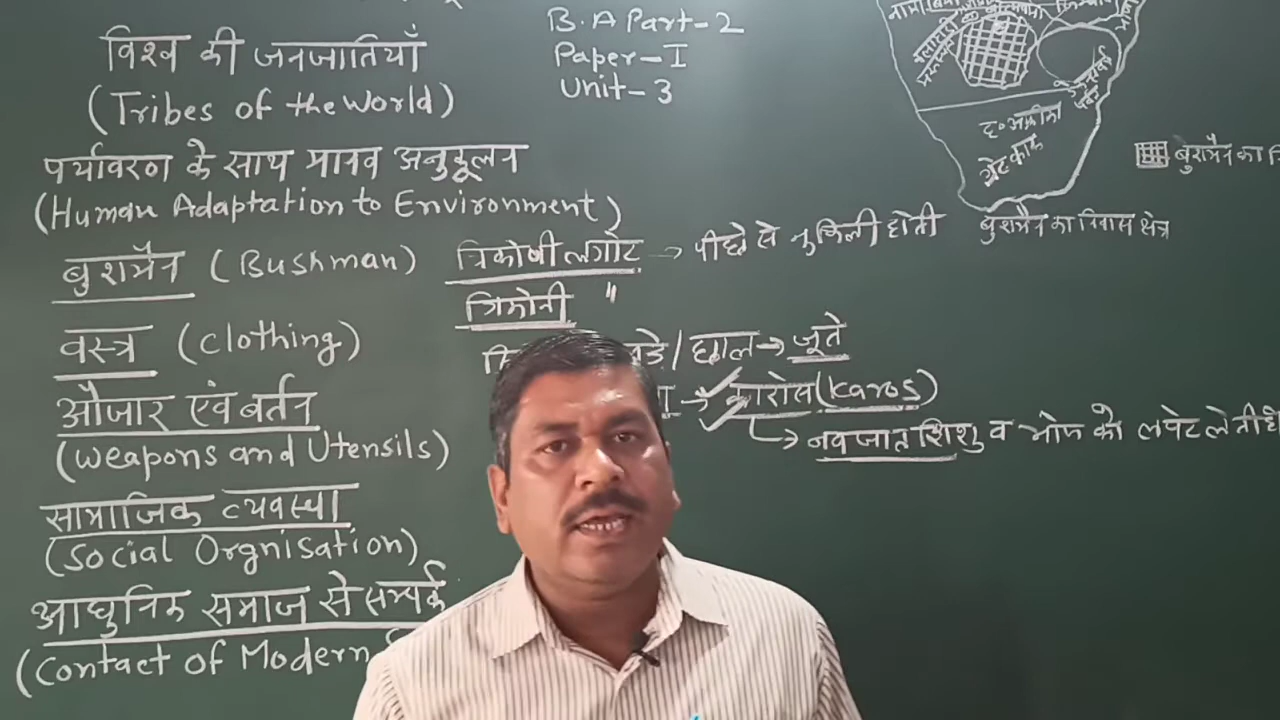 विश्व की जनजातियाँ
(Tribes of the World)
B.A Part-2
Paper-I
Unit-3
पर्यावरण के साथ मानव अनुकूलन
(Human Adaptation to Environment)
बुशमैन (Bushman)
वस्त्र (Clothing)
औजार एंव बर्तन
(Weapons and Utensils)
सामाजिक व्यवस्था
(Social Orgnisation)
आधुनिक समाज से सम्पर्क
(Contact of Modern
त्रिकोणी लगोट → पीछे से नुकिली होती
"
/ छाल → जूते
→ कारोस (Karos)
→ नवजात शिशु व को लपेट लेती
द० अफ्रीका
बुशमैन का
बुशमैन का निवास क्षेत्र